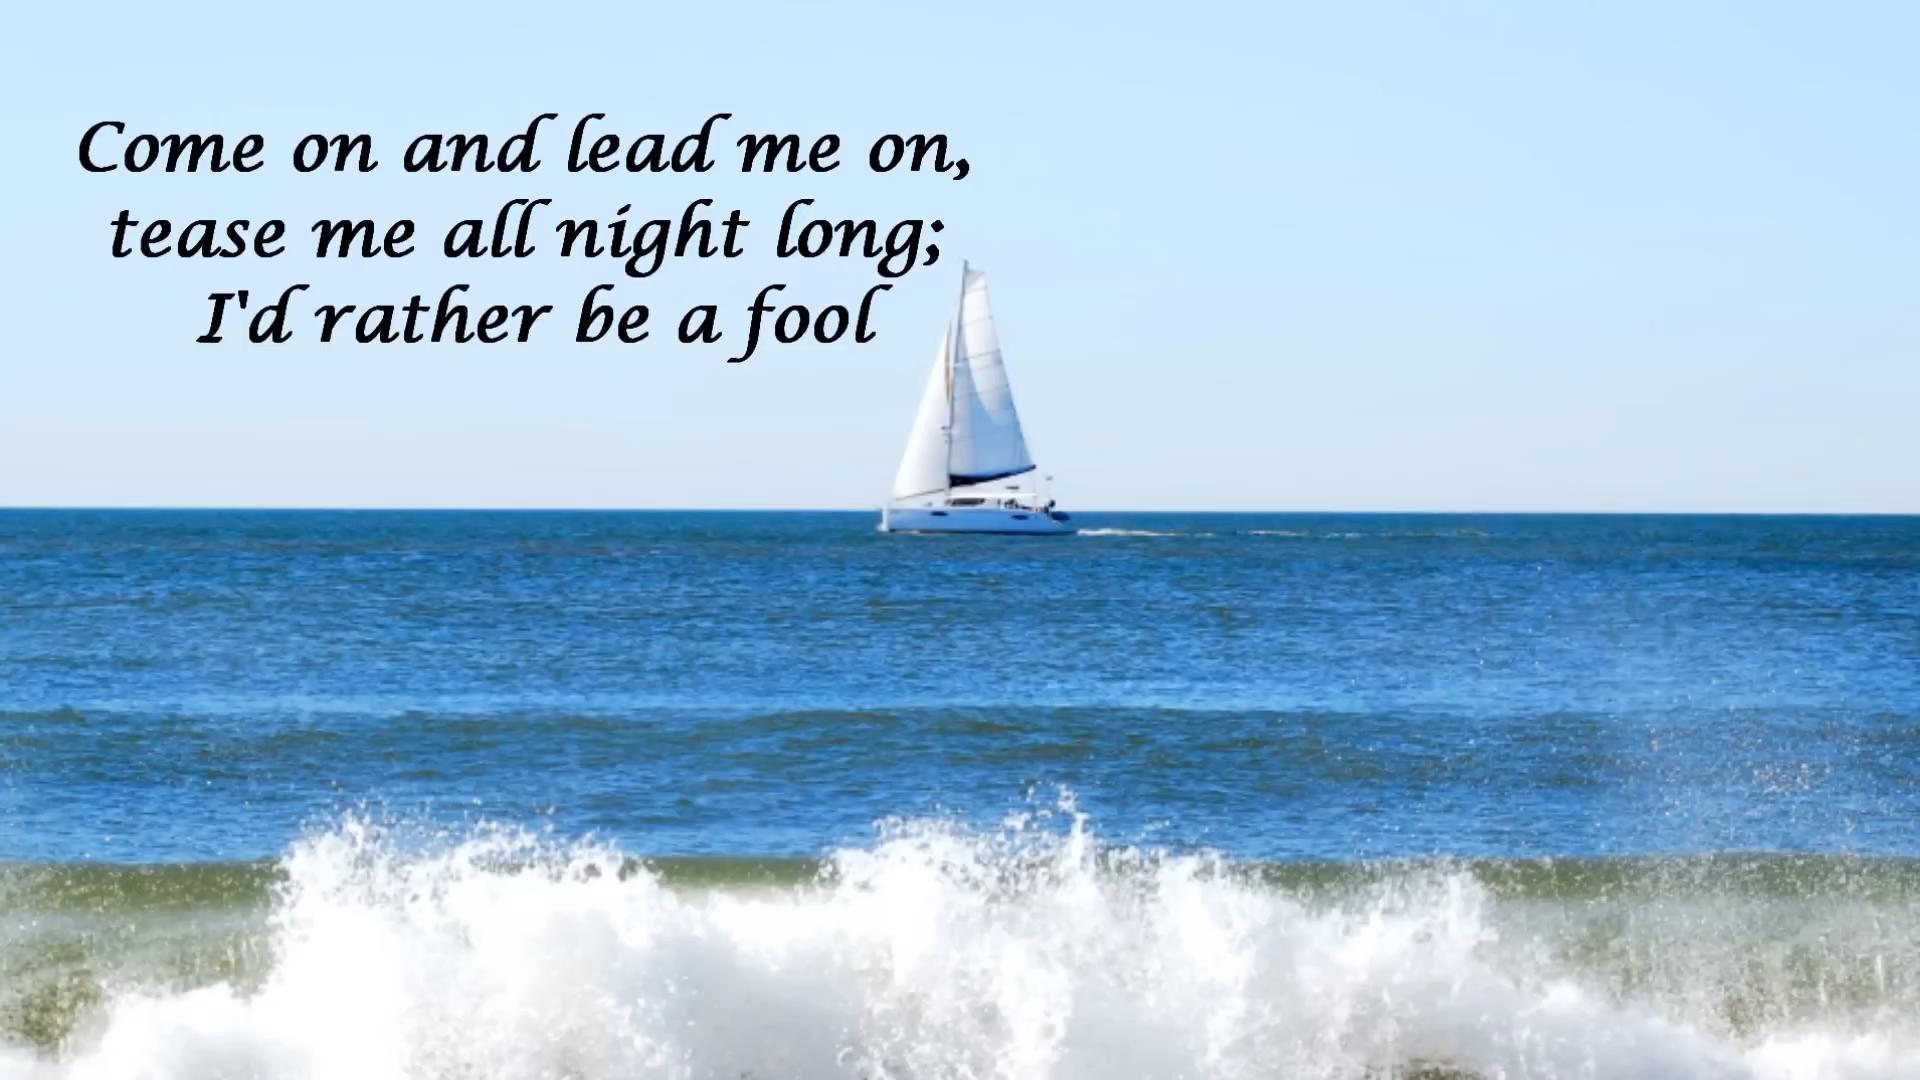 Come on and lead me on,
tease me all night long;
I'd rather be a fool